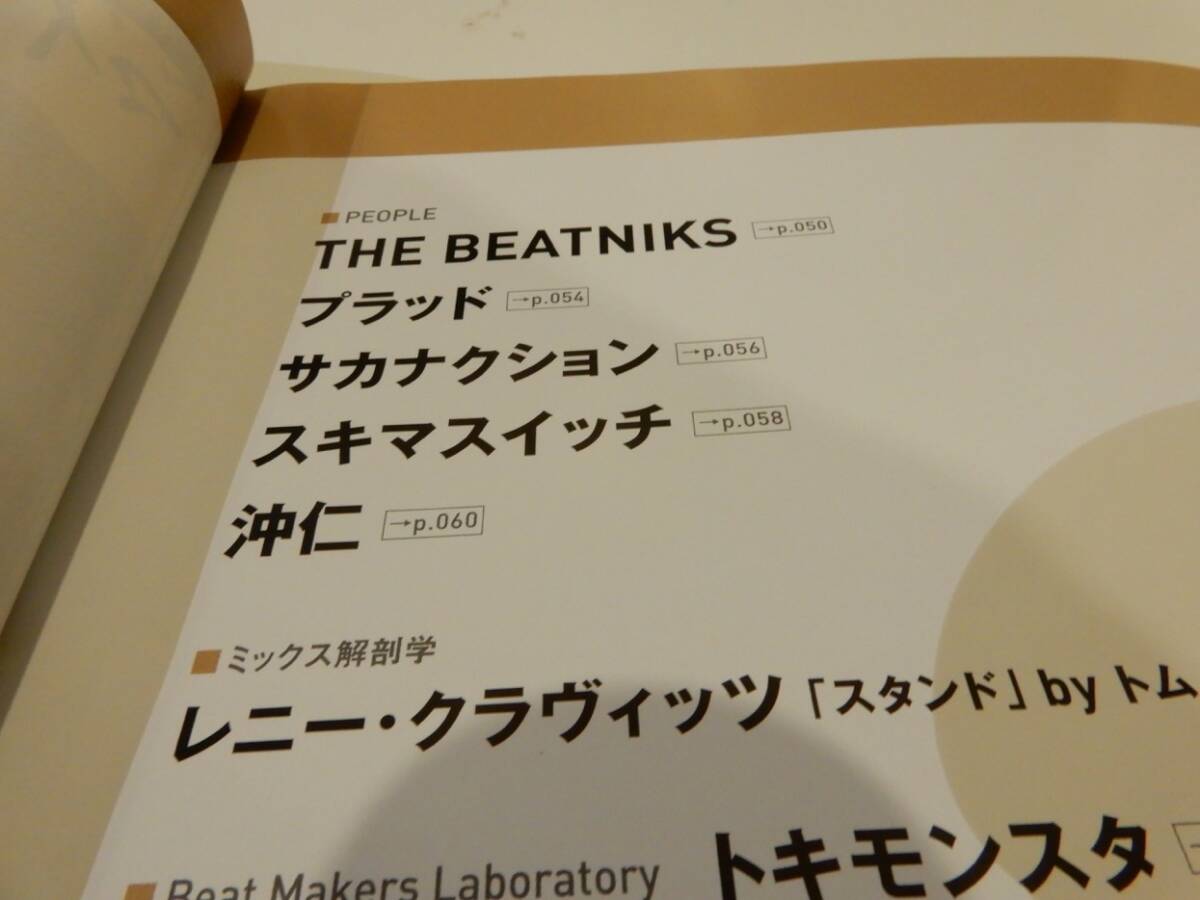 ■PEOPLE
THE BEATNIKS →p.050
プラッド →p.054
サカナクション →p.056
スキマスイッチ →p.058
沖仁 →p.060
■ミックス解剖学
レニー・クラヴィッツ「スタンド」by トム
■Beat Makers Laboratory トキモンスタ